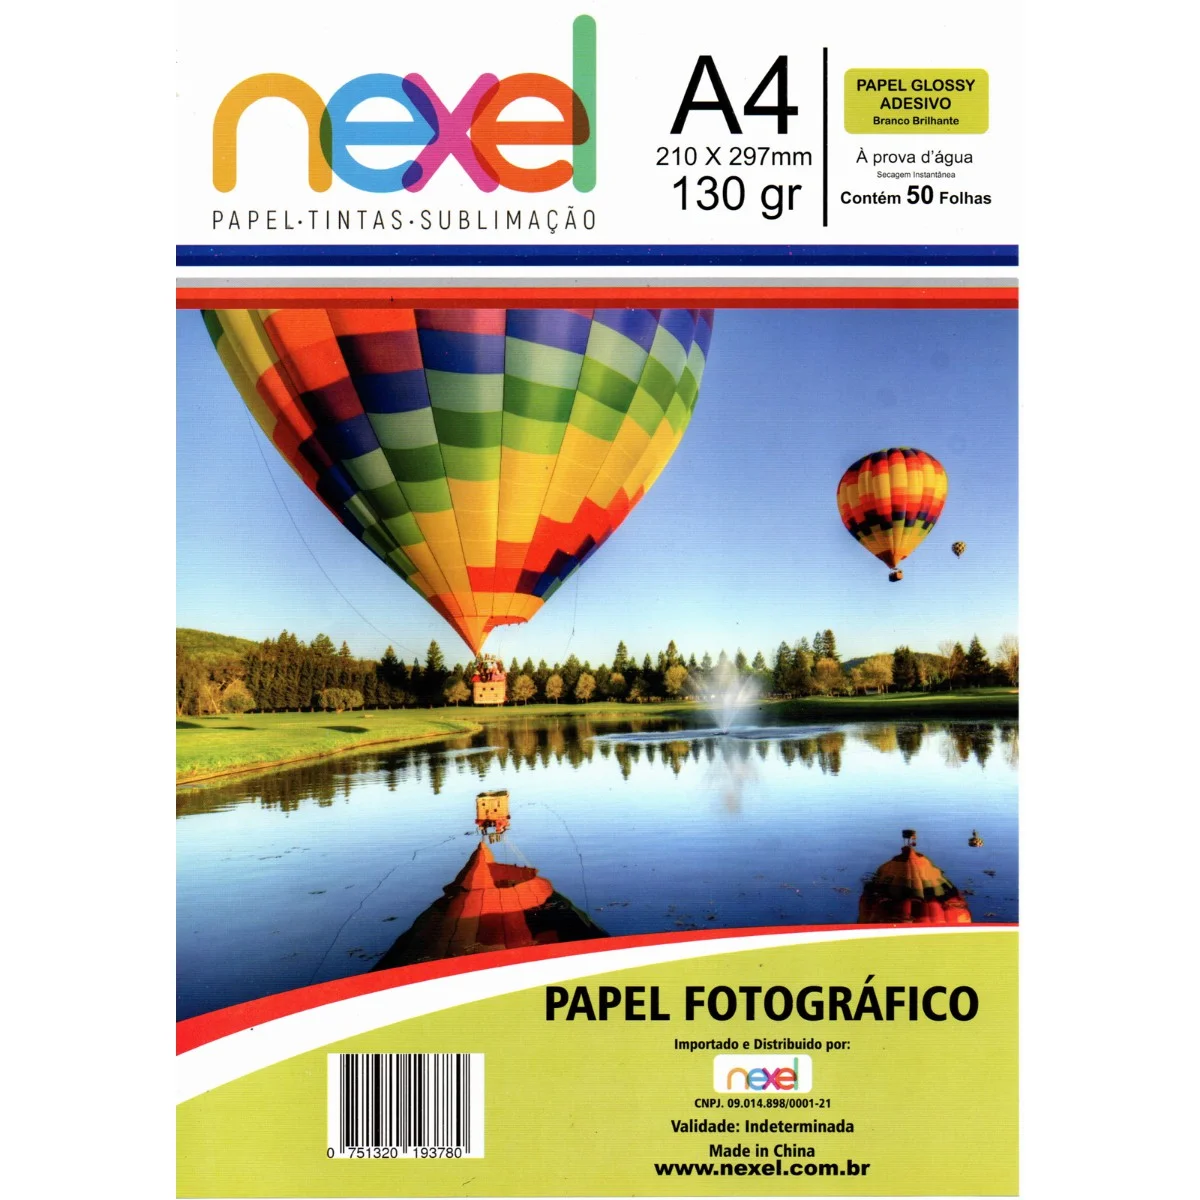 nexel
PAPEL·TINTAS·SUBLIMAÇÃO
A4
210 X 297mm
130 gr
PAPEL GLOSSY
ADESIVO
Branco Brilhante
À prova d'água
Secagem Instantânea
Contém 50 Folhas
PAPEL FOTOGRÁFICO
Importado e Distribuido por:
nexel
CNPJ. 09.014.898/0001-21
Validade: Indeterminada
Made in China
www.nexel.com.br
0 751320 193780